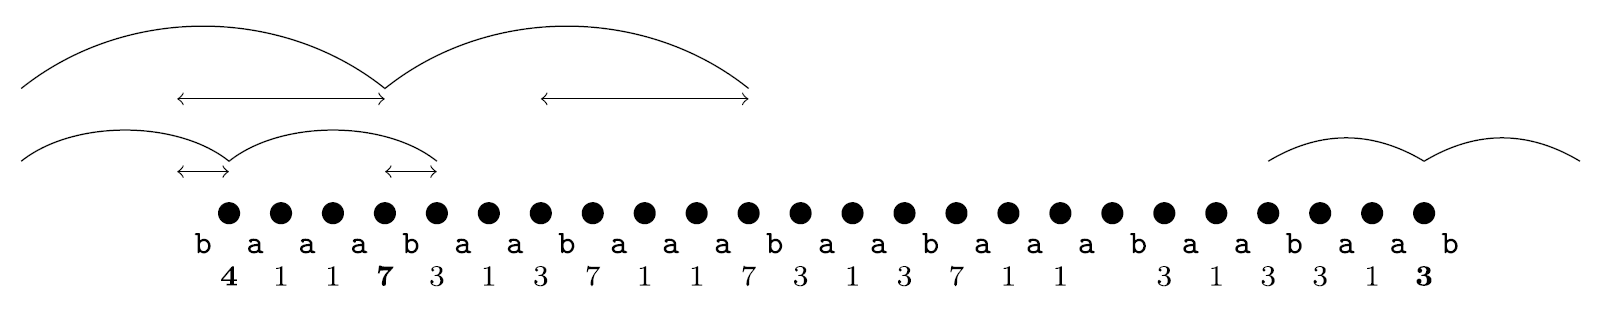 b a a a b a a b a a a b a a b a a a b a a b a a b
4 1 1 7 3 1 3 7 1 1 7 3 1 3 7 1 1 3 1 3 3 1 3